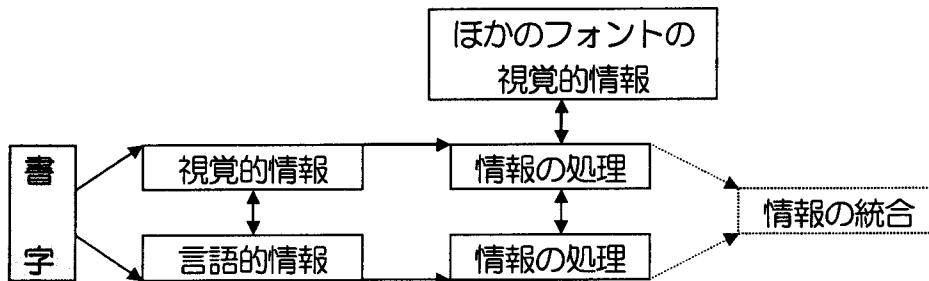 ほかのフォントの
視覚的情報
書字
視覚的情報
情報の処理
情報の統合
言語的情報
情報の処理